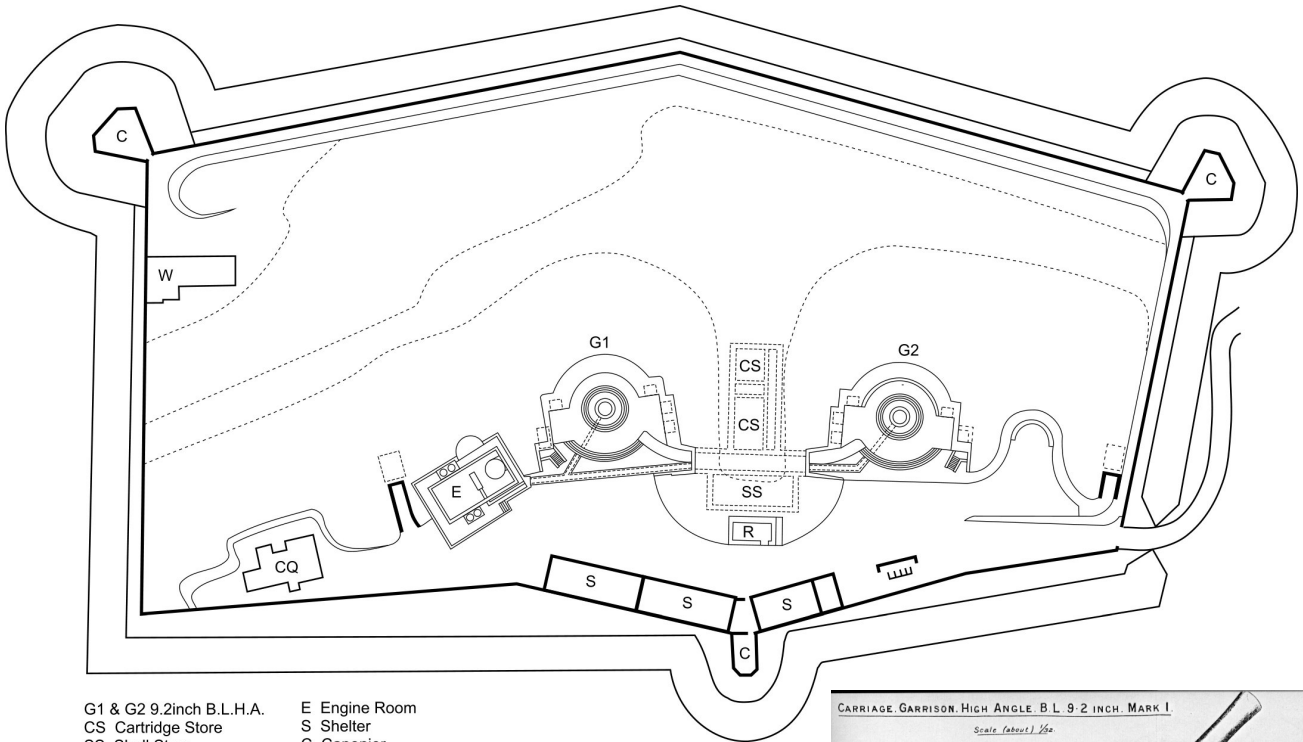 C
C
W
G1
G2
CS
CS
E
SS
R
CQ
S
S
S
C
G1 & G2 9.2inch B.L.H.A.
CS Cartridge Store
E Engine Room
S Shelter
CARRIAGE. GARRISON. HIGH ANGLE. B.L. 9·2 INCH. MARK I.
Scale (about) 1/32